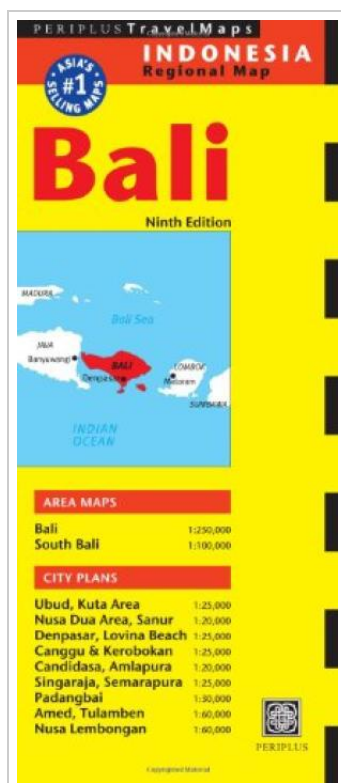 PERIPLUS TravelMaps
Copyrighted Material
INDONESIA
Regional Map
ASIA'S
#1
SELLING MAPS
Bali
Ninth Edition
MADURA
Bali Sea
JAVA
Banyuwangi
BALI
LOMBOK
Denpasar
Mataram
SUMBAWA
INDIAN
OCEAN
AREA MAPS
Bali 1:250,000
South Bali 1:100,000
CITY PLANS
Ubud, Kuta Area 1:25,000
Nusa Dua Area, Sanur 1:20,000
Denpasar, Lovina Beach 1:25,000
Canggu & Kerobokan 1:25,000
Candidasa, Amlapura 1:20,000
Singaraja, Semarapura 1:25,000
Padangbai 1:30,000
Amed, Tulamben 1:60,000
Nusa Lembongan 1:60,000
PERIPLUS
Copyrighted Material